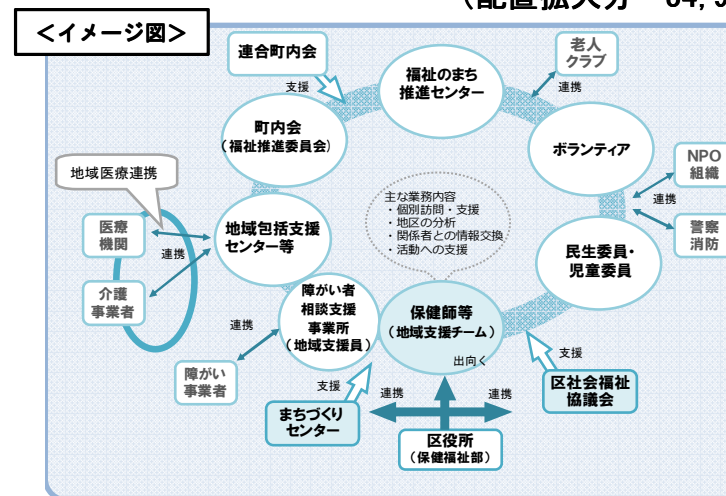 （配置拡大分　64,9
＜イメージ図＞
連合町内会
支援
福祉のまち
推進センター
老人
クラブ
連携
町内会
（福祉推進委員会）
ボランティア
NPO
組織
連携
警察
消防
地域医療連携
主な業務内容
・個別訪問・支援
・地区の分析
・関係者との情報交換
・活動への支援
医療
機関
連携
介護
事業者
地域包括支援
センター等
民生委員・
児童委員
障がい者
相談支援
事業所
（地域支援員）
保健師等
（地域支援チーム）
出向く
連携
障がい
事業者
支援
まちづくり
センター
連携
連携
区役所
（保健福祉部）
支援
区社会福祉
協議会